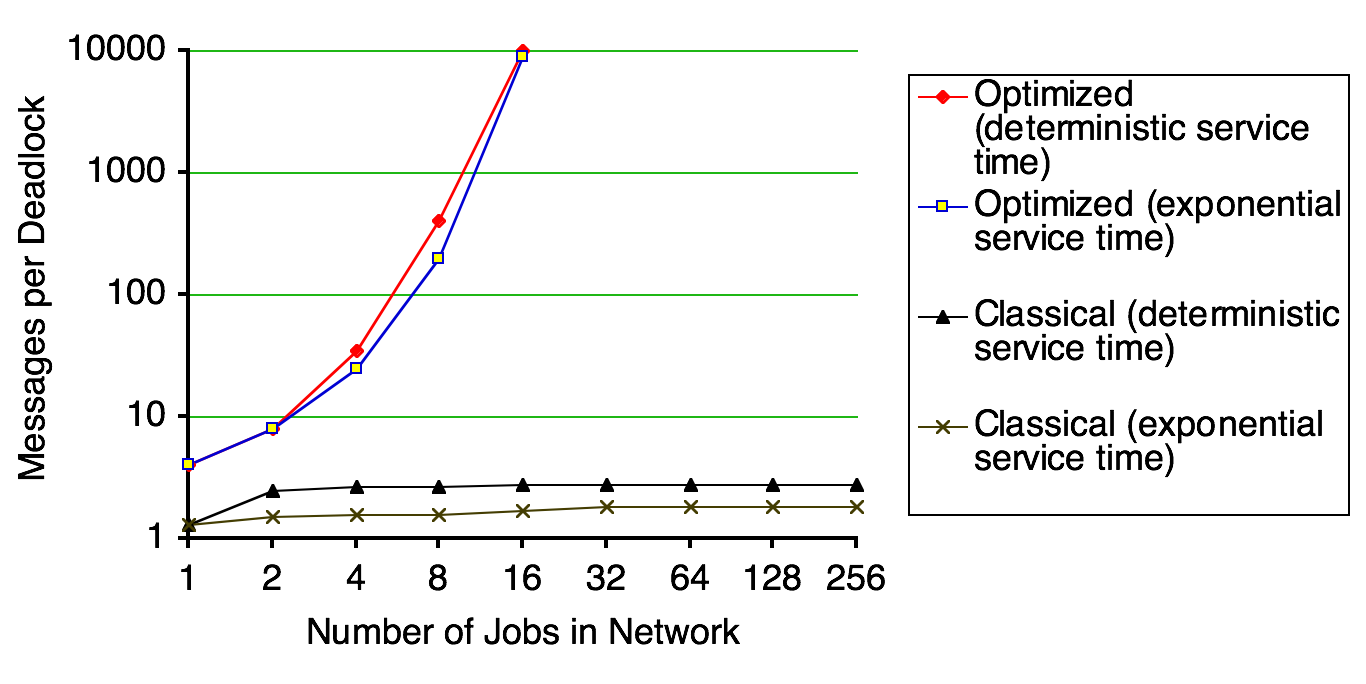 10000
1000
100
10
1
Messages per Deadlock
1 2 4 8 16 32 64 128 256
Number of Jobs in Network
Optimized
(deterministic service
time)
Optimized (exponential
service time)
Classical (deterministic
service time)
Classical (exponential
service time)